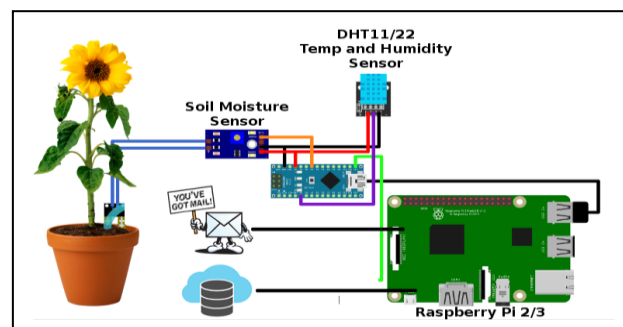 DHT11/22
Temp and Humidity
Sensor
Soil Moisture
Sensor
YOU'VE
GOT MAIL!
Raspberry Pi 2/3